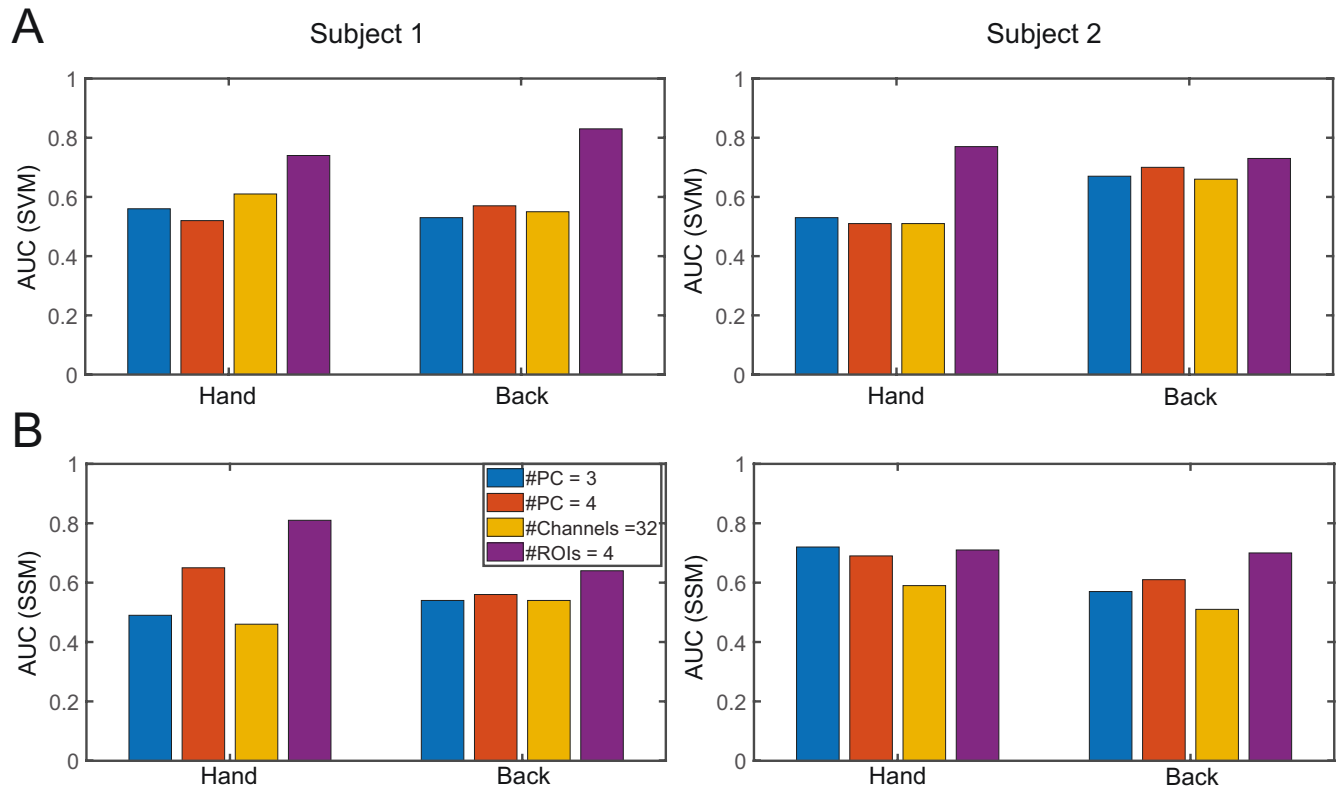 A
Subject 1
Subject 2
AUC (SVM)
1
0.8
0.6
0.4
0.2
0
Hand
Back
AUC (SVM)
1
0.8
0.6
0.4
0.2
0
Hand
Back
B
AUC (SSM)
1
0.8
0.6
0.4
0.2
0
Hand
Back
#PC = 3
#PC = 4
#Channels =32
#ROIs = 4
AUC (SSM)
1
0.8
0.6
0.4
0.2
0
Hand
Back